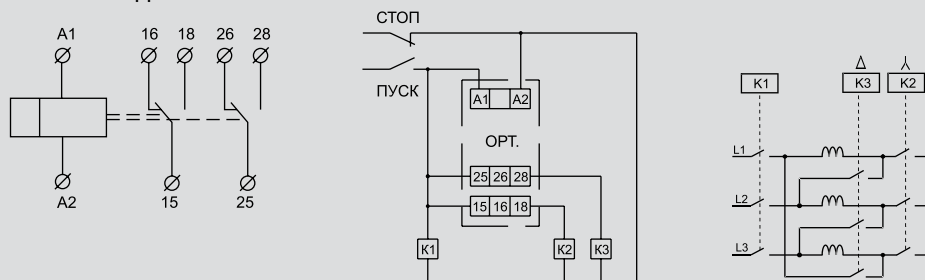 A1
16
18
26
28
A2
15
25
СТОП
ПУСК
A1
A2
ОРТ.
25 26 28
15 16 18
K1
K2
K3
Δ
K1
K3
K2
L1
L2
L3